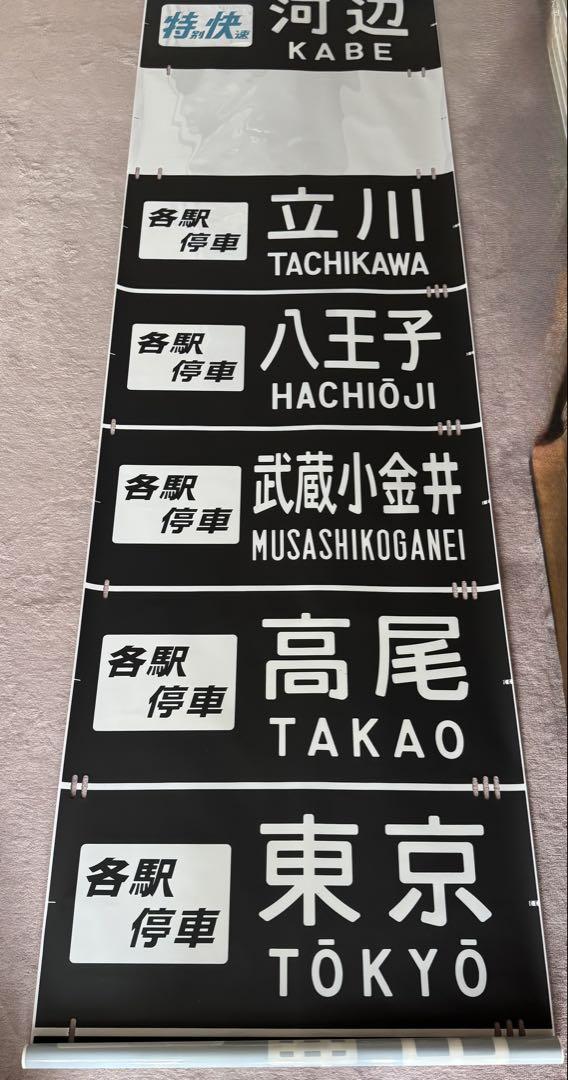 特別快速
河辺
KABE
各駅
停車
立川
TACHIKAWA
各駅
停車
八王子
HACHIŌJI
各駅
停車
武蔵小金井
MUSASHIKOGANEI
各駅
停車
高尾
TAKAO
各駅
停車
東京
TŌKYŌ